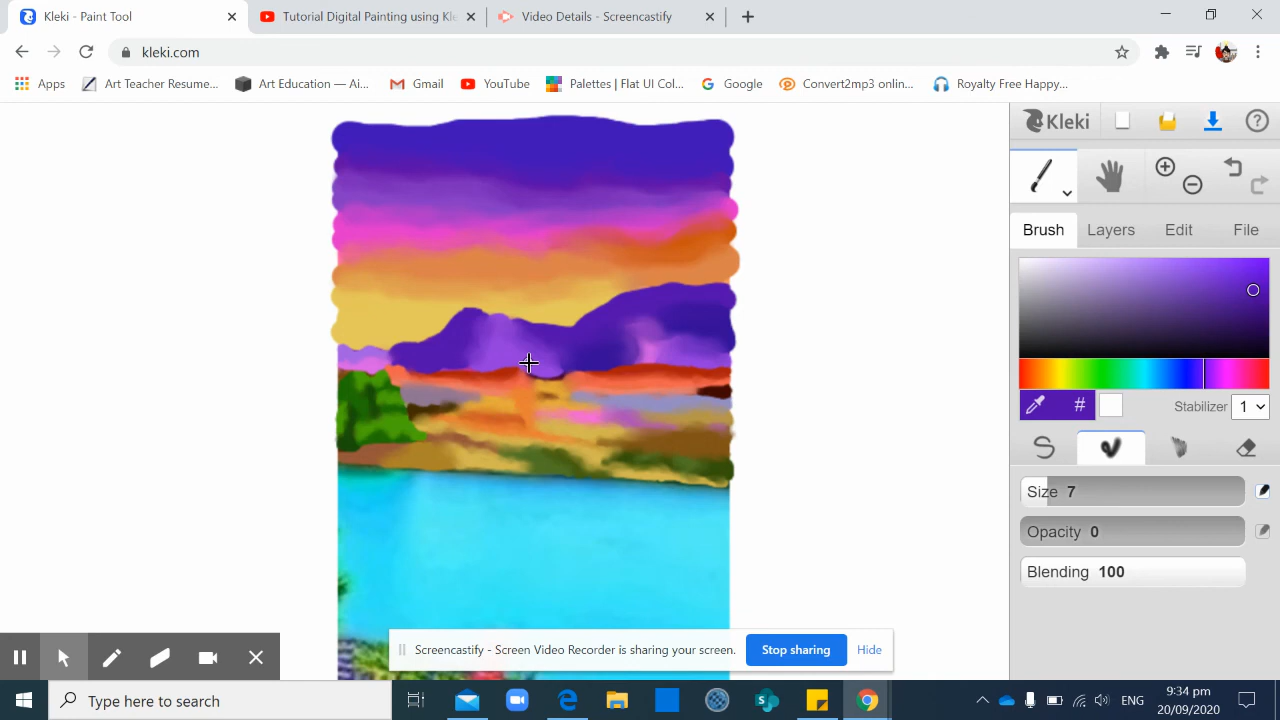 Kleki - Paint Tool
Tutorial Digital Painting using Kle
Video Details - Screencastify
kleki.com
Apps
Art Teacher Resume...
Art Education — Ai...
Gmail
YouTube
Palettes | Flat UI Col...
Google
Convert2mp3 onlin...
Royalty Free Happy...
Kleki
Brush
Layers
Edit
File
#
Stabilizer
1
Size 7
Opacity 0
Blending 100
Screencastify - Screen Video Recorder is sharing your screen.
Stop sharing
Hide
Type here to search
ENG
9:34 pm
20/09/2020